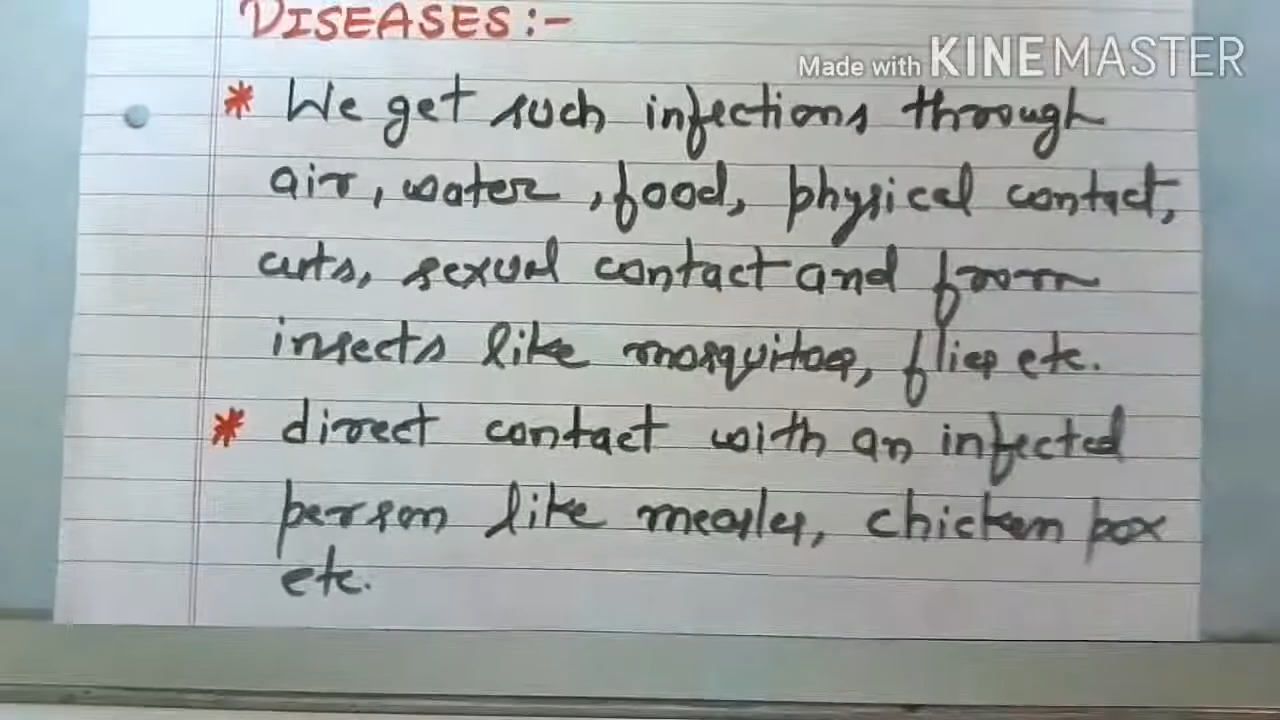 DISEASES :-
Made with KINEMASTER
* We get such infections through
air, water, food, physical contact,
cuts, sexual contact and from
insects like mosquitoes, flies etc.
* direct contact with an infected
person like measles, chicken pox
etc.